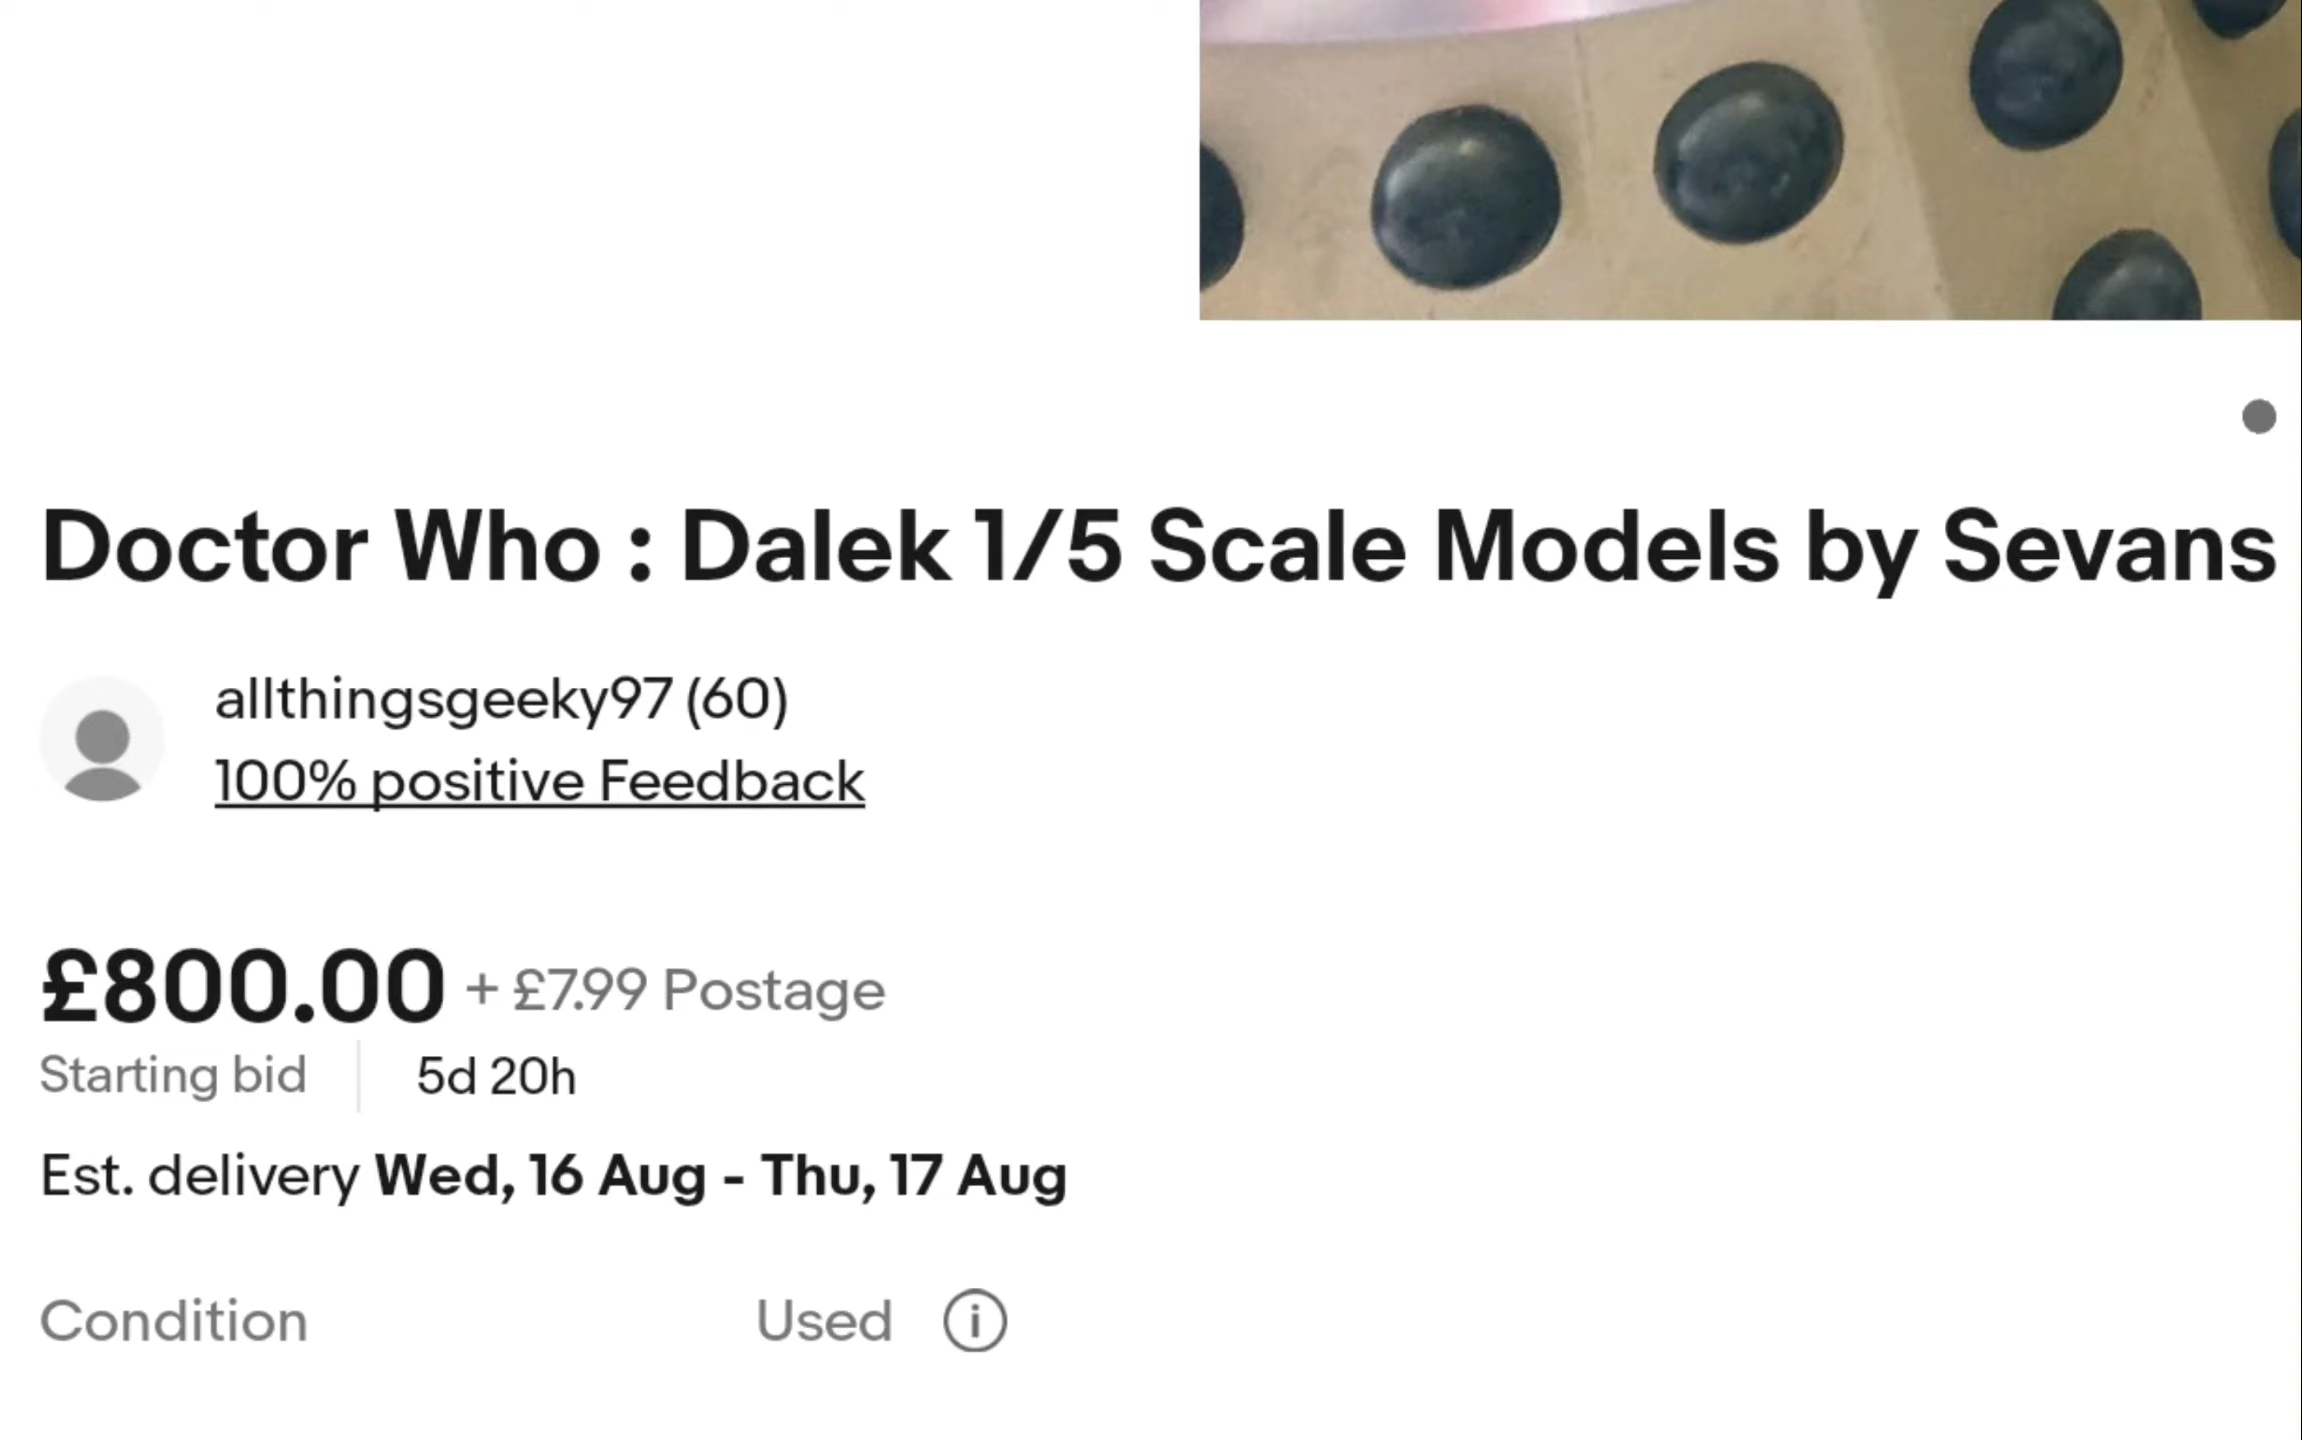 Doctor Who : Dalek 1/5 Scale Models by Sevans
allthingsgeeky97 (60)
100% positive Feedback
£800.00 + £7.99 Postage
Starting bid 5d 20h
Est. delivery Wed, 16 Aug - Thu, 17 Aug
Condition Used